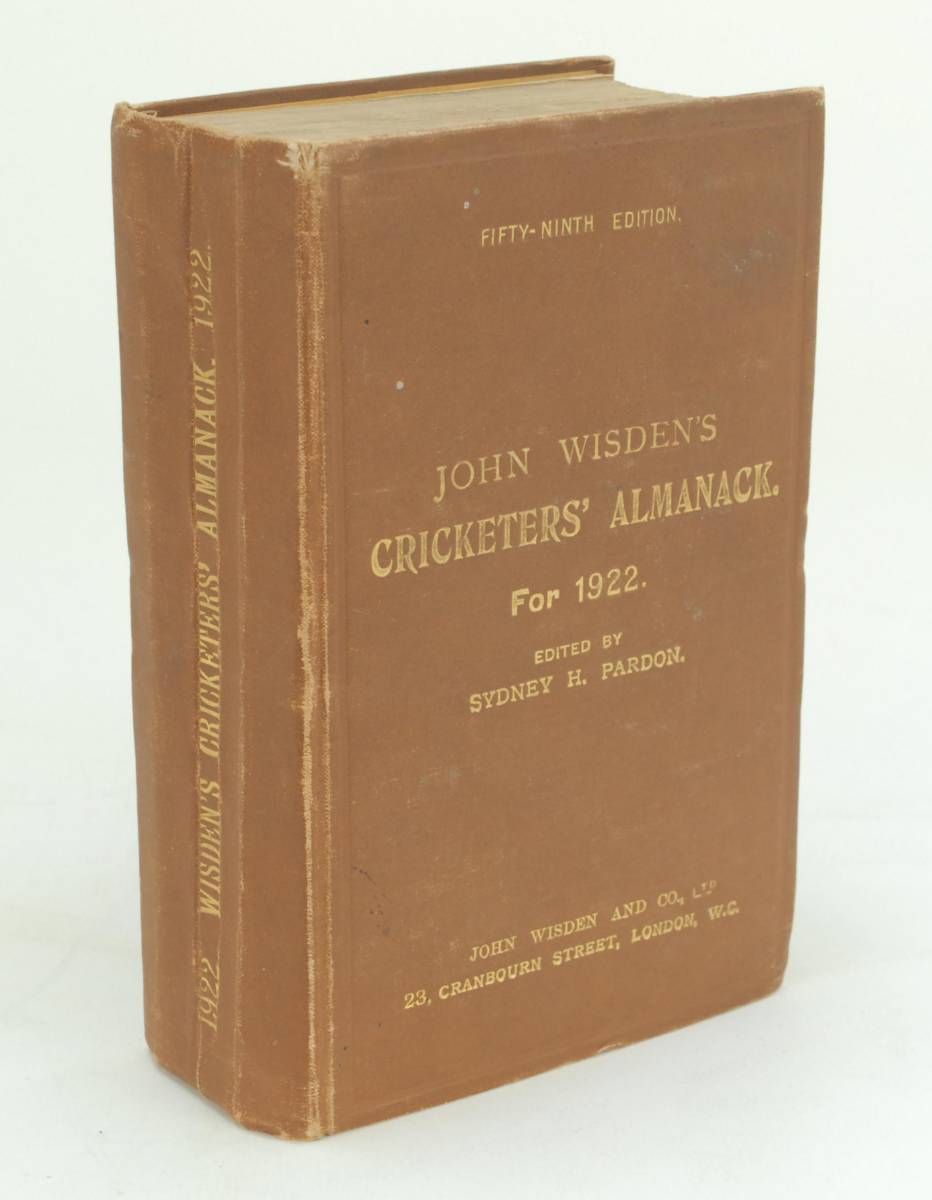 1922 WISDEN'S CRICKETERS' ALMANACK. 1922.
FIFTY-NINTH EDITION.
JOHN WISDEN'S
CRICKETERS' ALMANACK.
For 1922.
EDITED BY
SYDNEY H. PARDON.
JOHN WISDEN AND CO., LTD
23, CRANBOURN STREET, LONDON, W.C.